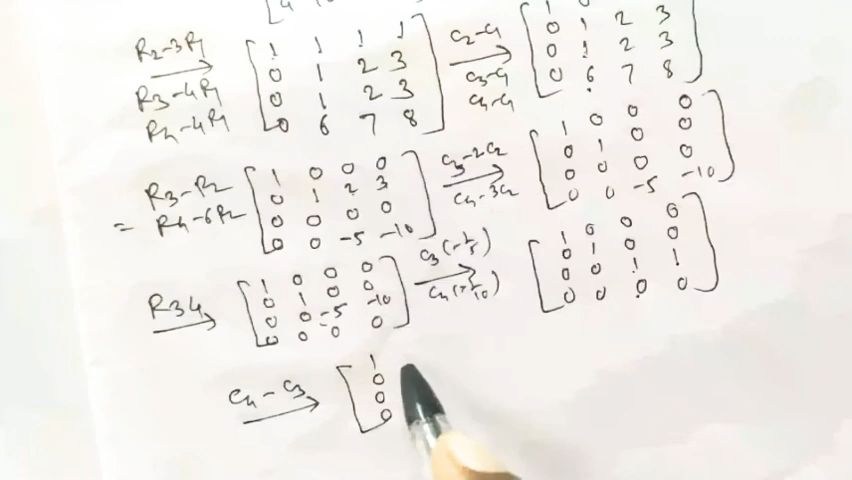 R2-3R1
R3-4R1
R4-4R1
1 1 1 1
0 1 2 3
0 1 2 3
0 6 7 8
C2-C1
C3-C1
C4-C1
0 1 2 3
0 1 2 3
0 6 7 8
R3-R2
= R4-6R2
1 0 0 0
0 1 2 3
0 0 0 0
0 0 -5 -10
C3-2C2
C4-3C2
1 0 0 0
0 1 0 0
0 0 0 0
0 0 -5 -10
R34
1 0 0 0
0 1 0 0
0 0 -5 -10
0 0 0 0
C3(-1/5)
C4(-1/10)
1 0 0 0
0 1 0 0
0 0 1 1
0 0 0 0
C4-C3
1
0
0
0